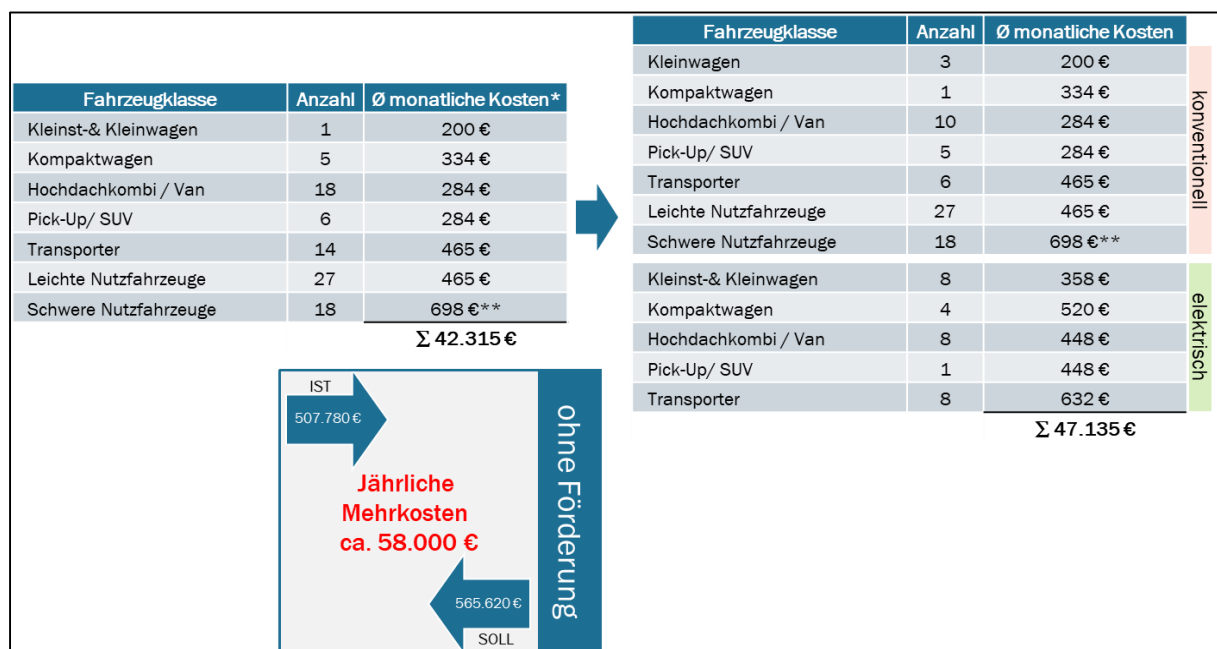 Fahrzeugklasse Anzahl Ø monatliche Kosten*
Kleinst-& Kleinwagen 1 200 €
Kompaktwagen 5 334 €
Hochdachkombi / Van 18 284 €
Pick-Up/ SUV 6 284 €
Transporter 14 465 €
Leichte Nutzfahrzeuge 27 465 €
Schwere Nutzfahrzeuge 18 698 €**
Σ 42.315 €
Fahrzeugklasse Anzahl Ø monatliche Kosten
Kleinwagen 3 200 €
Kompaktwagen 1 334 €
Hochdachkombi / Van 10 284 €
Pick-Up/ SUV 5 284 €
Transporter 6 465 €
Leichte Nutzfahrzeuge 27 465 €
Schwere Nutzfahrzeuge 18 698 €**
konventionell
Kleinst-& Kleinwagen 8 358 €
Kompaktwagen 4 520 €
Hochdachkombi / Van 8 448 €
Pick-Up/ SUV 1 448 €
Transporter 8 632 €
elektrisch
Σ 47.135 €
IST
507.780 €
Jährliche
Mehrkosten
ca. 58.000 €
565.620 €
SOLL
ohne Förderung